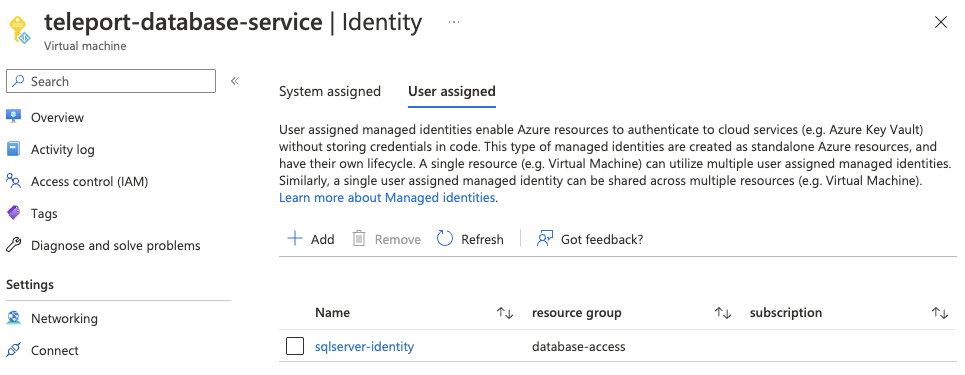 teleport-database-service | Identity ...
Virtual machine
Search
Overview
Activity log
Access control (IAM)
Tags
Diagnose and solve problems
Settings
Networking
Connect
System assigned User assigned
User assigned managed identities enable Azure resources to authenticate to cloud services (e.g. Azure Key Vault)
without storing credentials in code. This type of managed identities are created as standalone Azure resources, and
have their own lifecycle. A single resource (e.g. Virtual Machine) can utilize multiple user assigned managed identities.
Similarly, a single user assigned managed identity can be shared across multiple resources (e.g. Virtual Machine).
Learn more about Managed identities.
Add Remove Refresh Got feedback?
Name resource group subscription
sqlserver-identity database-access